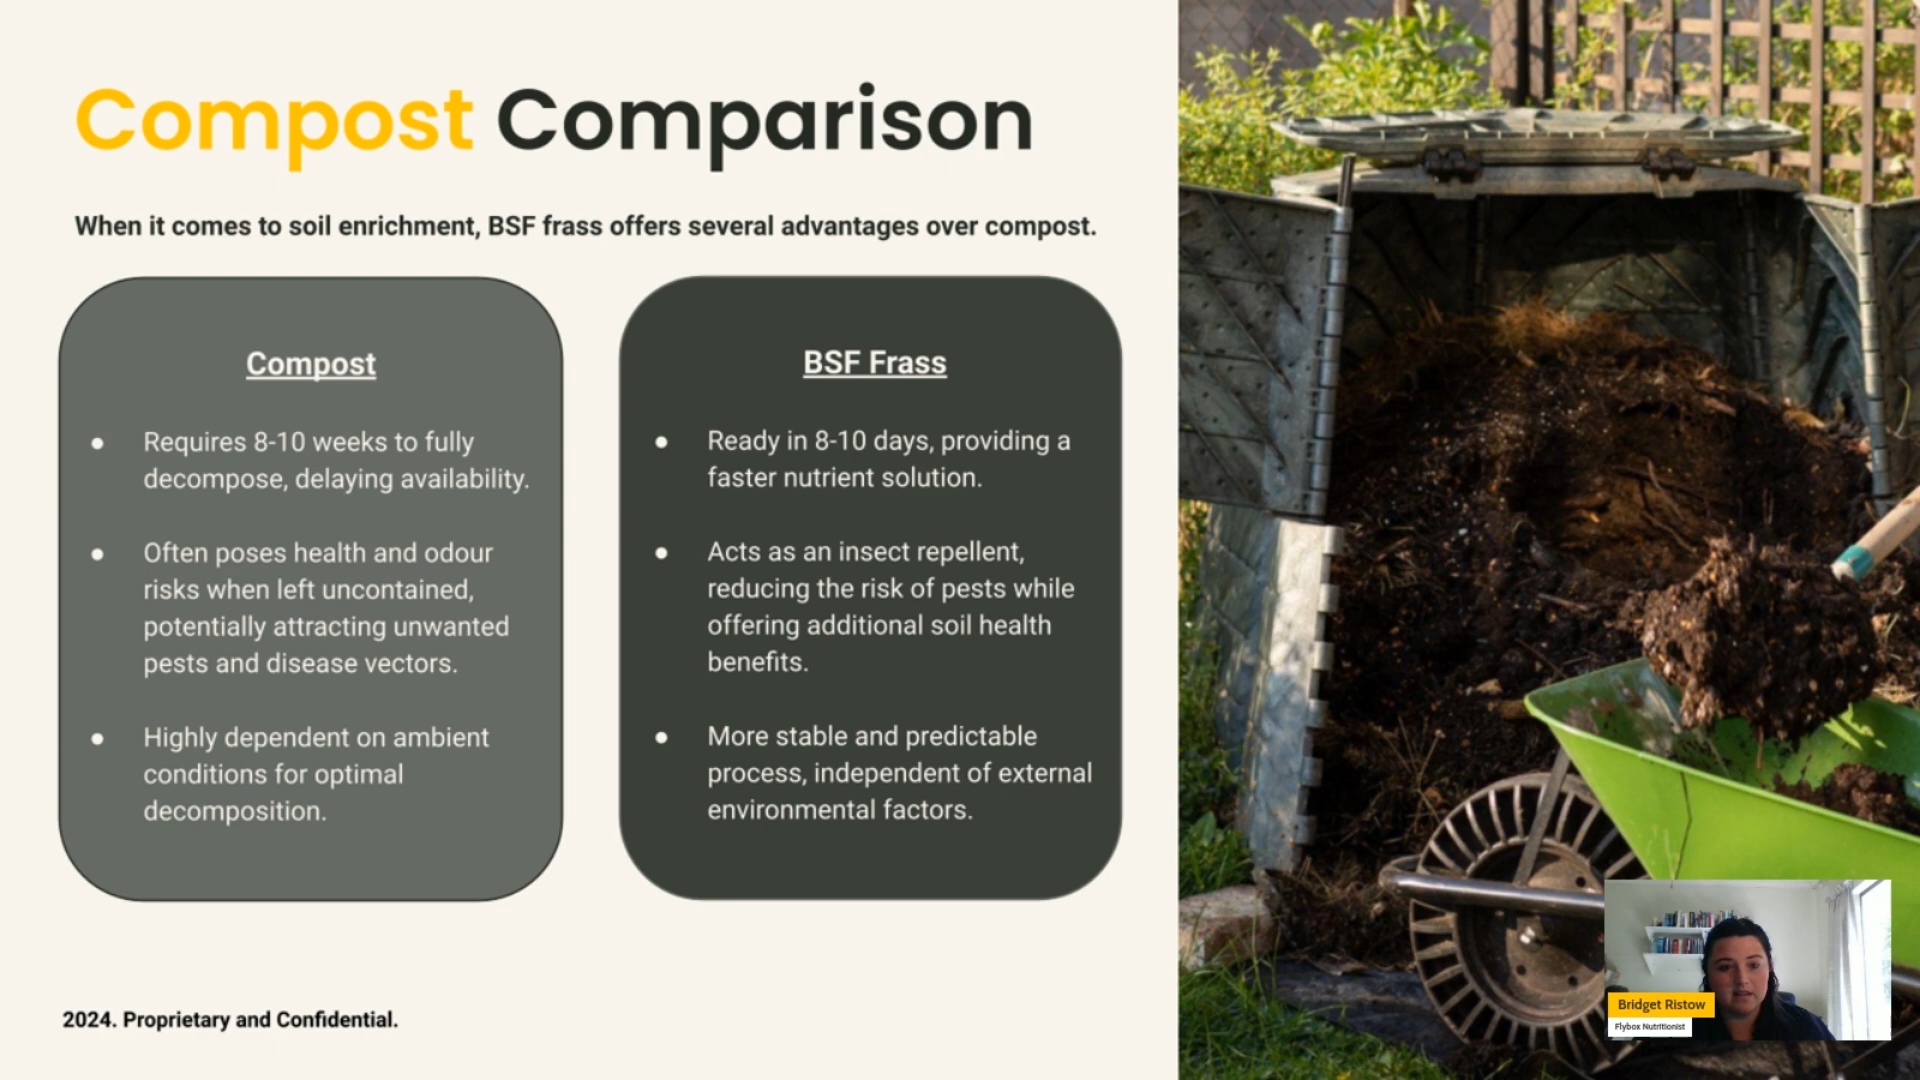 Compost Comparison
When it comes to soil enrichment, BSF frass offers several advantages over compost.
Compost
● Requires 8-10 weeks to fully
decompose, delaying availability.
● Often poses health and odour
risks when left uncontained,
potentially attracting unwanted
pests and disease vectors.
● Highly dependent on ambient
conditions for optimal
decomposition.
BSF Frass
● Ready in 8-10 days, providing a
faster nutrient solution.
● Acts as an insect repellent,
reducing the risk of pests while
offering additional soil health
benefits.
● More stable and predictable
process, independent of external
environmental factors.
2024. Proprietary and Confidential.
Bridget Ristow
Flybox Nutritionist